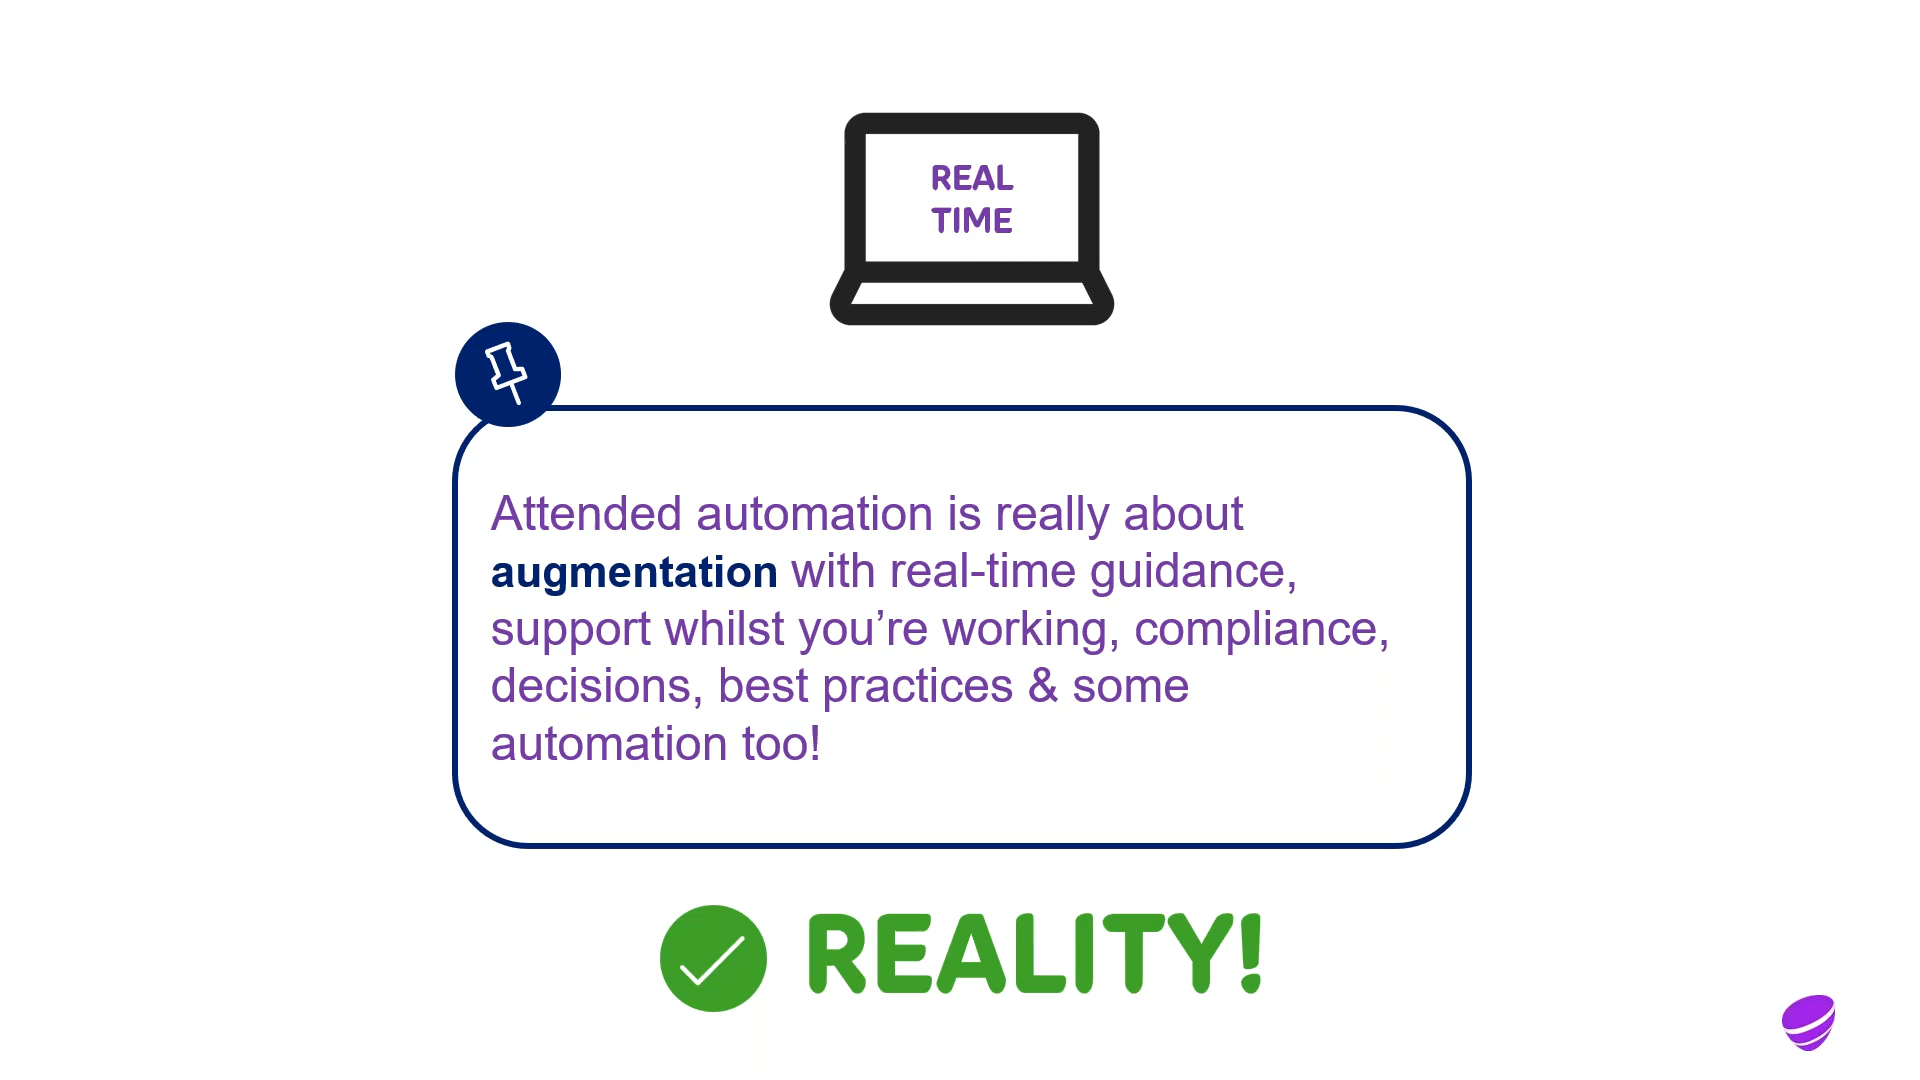 REAL
TIME
Attended automation is really about
augmentation with real-time guidance,
support whilst you’re working, compliance,
decisions, best practices & some
automation too!
REALITY!